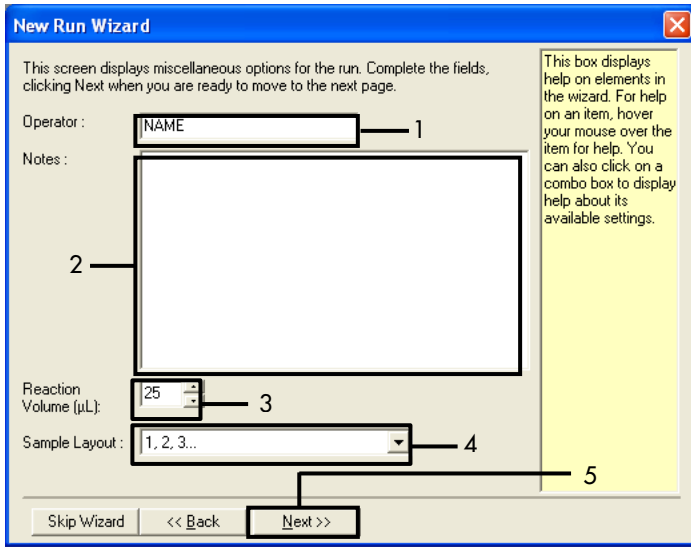 New Run Wizard
This screen displays miscellaneous options for the run. Complete the fields,
clicking Next when you are ready to move to the next page.
Operator :
NAME
1
Notes :
2
Reaction
Volume (µL):
25
3
Sample Layout :
1, 2, 3...
4
5
Skip Wizard
<< Back
Next >>
This box displays
help on elements in
the wizard. For help
on an item, hover
your mouse over the
item for help. You
can also click on a
combo box to display
help about its
available settings.